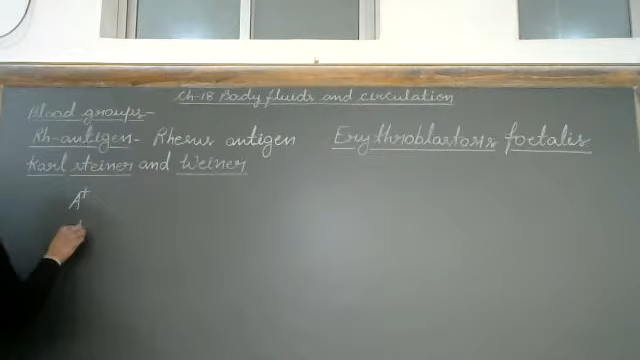 Ch-18 Body fluids and circulation
Blood groups-
Rh-antigen- Rhesus antigen
Karl steiner and Weiner
A+
Erythroblastosis foetalis